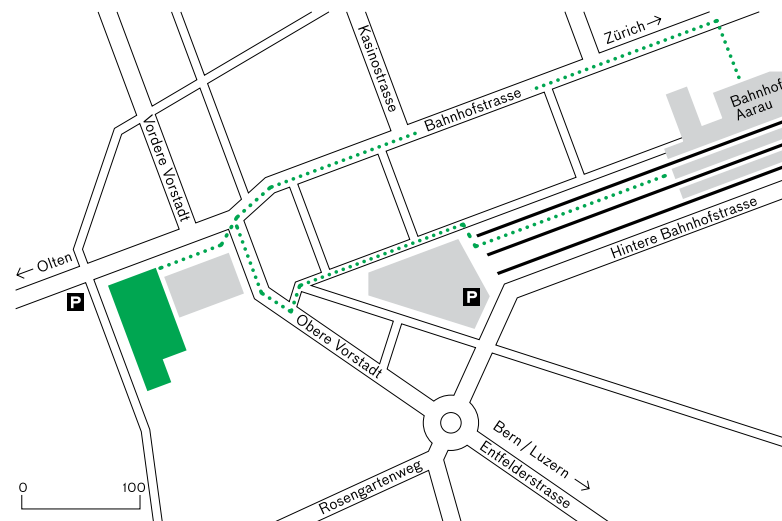 Zürich →
Kasinostrasse
Bahnhofstrasse
Bahnhof
Aarau
Vordere Vorstadt
Hintere Bahnhofstrasse
← Olten
P
P
Obere Vorstadt
Bern / Luzern →
Entfelderstrasse
Rosengartenweg
0 100